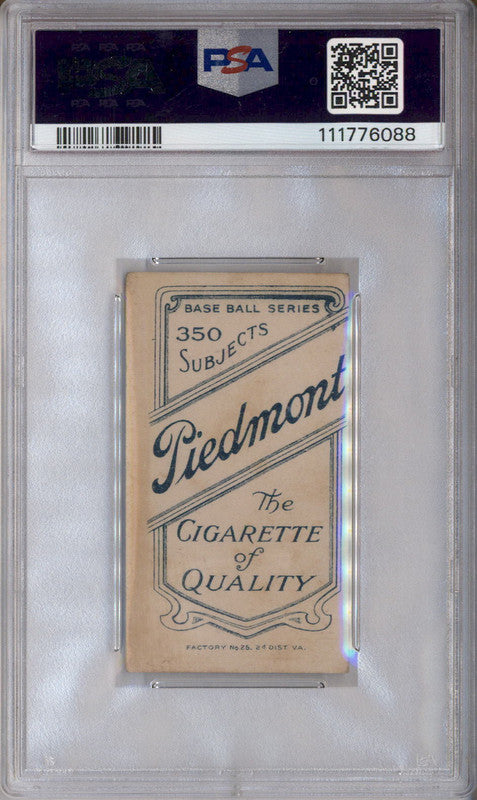 PSA
111776088
BASE BALL SERIES
350
SUBJECTS
Piedmont
The
CIGARETTE
of
QUALITY
FACTORY No 25. 2d DIST. VA.